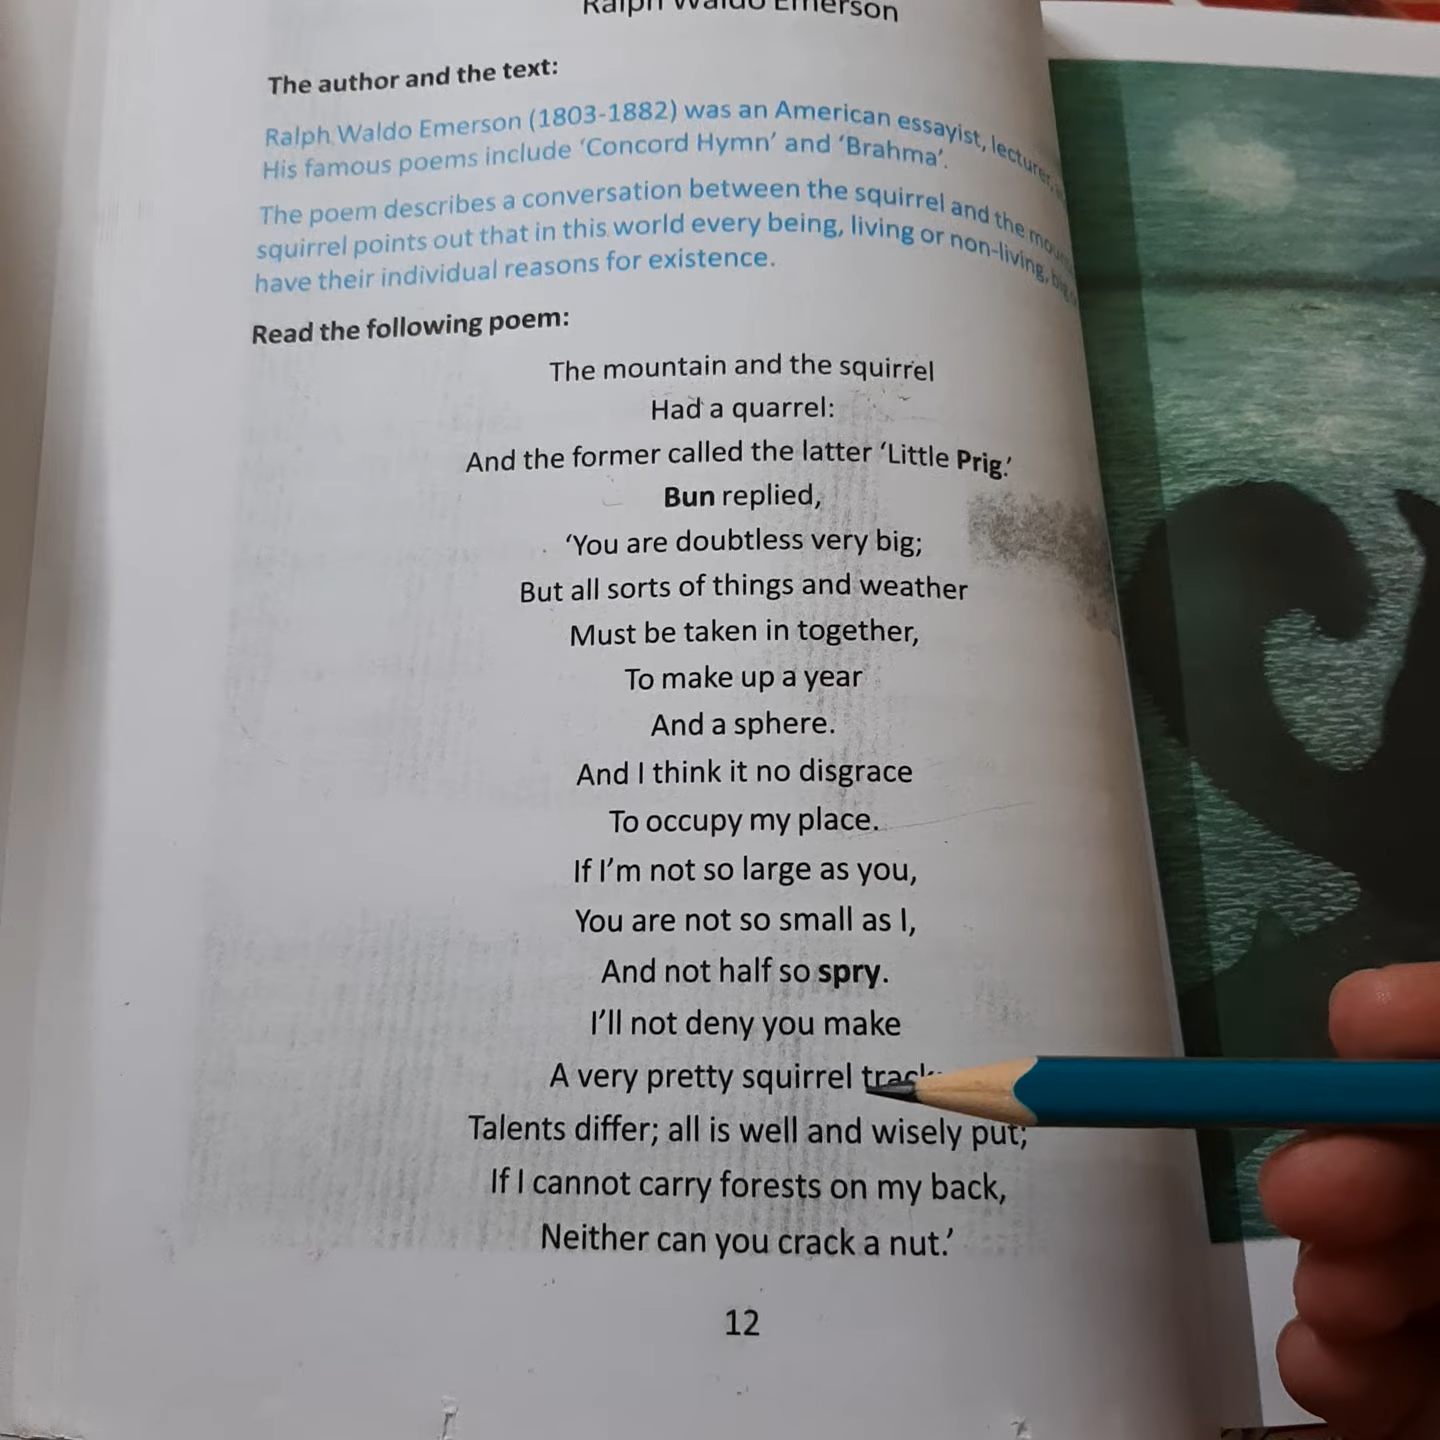 Ralph Waldo Emerson
The author and the text:
Ralph Waldo Emerson (1803-1882) was an American essayist, lecturer,
His famous poems include ‘Concord Hymn’ and ‘Brahma’.
The poem describes a conversation between the squirrel and the
squirrel points out that in this world every being, living or non-living, big
have their individual reasons for existence.
Read the following poem:
The mountain and the squirrel
Had a quarrel:
And the former called the latter ‘Little Prig.’
Bun replied,
‘You are doubtless very big;
But all sorts of things and weather
Must be taken in together,
To make up a year
And a sphere.
And I think it no disgrace
To occupy my place.
If I’m not so large as you,
You are not so small as I,
And not half so spry.
I’ll not deny you make
A very pretty squirrel track;
Talents differ; all is well and wisely put;
If I cannot carry forests on my back,
Neither can you crack a nut.’
12